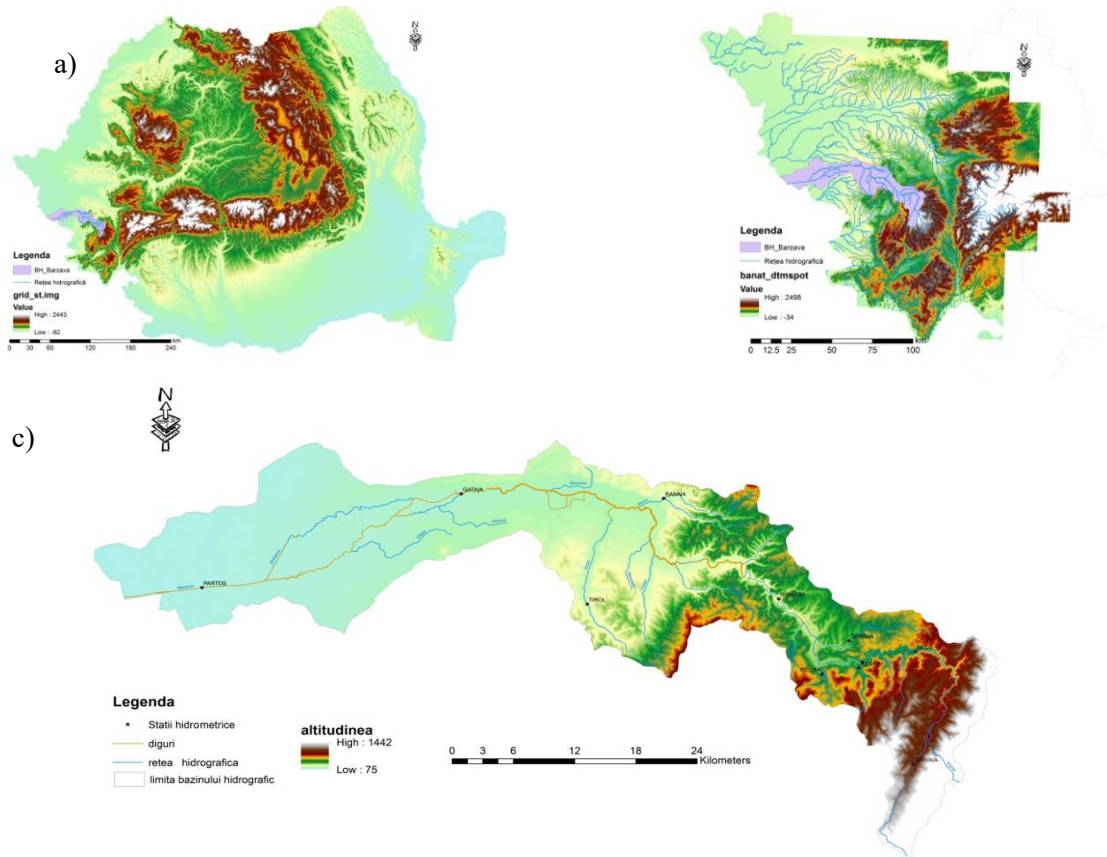 a)
N
Legenda
BH_Barzava
Rețea hidrografică
grid_st.img
Value
High : 2443
Low : -82
0 15 30 60 120 180 240
km
N
Legenda
BH_Barzava
Rețea hidrografică
banat_dtmspot
Value
High : 2498
Low : -34
0 12.5 25 50 75 100
km
c)
N
GATAIA
RAMNA
PARTOS
TIROL
CRIVAIA
Legenda
Statii hidrometrice
diguri
retea hidrografica
limita bazinului hidrografic
altitudinea
High : 1442
Low : 75
0 3 6 12 18 24
Kilometers